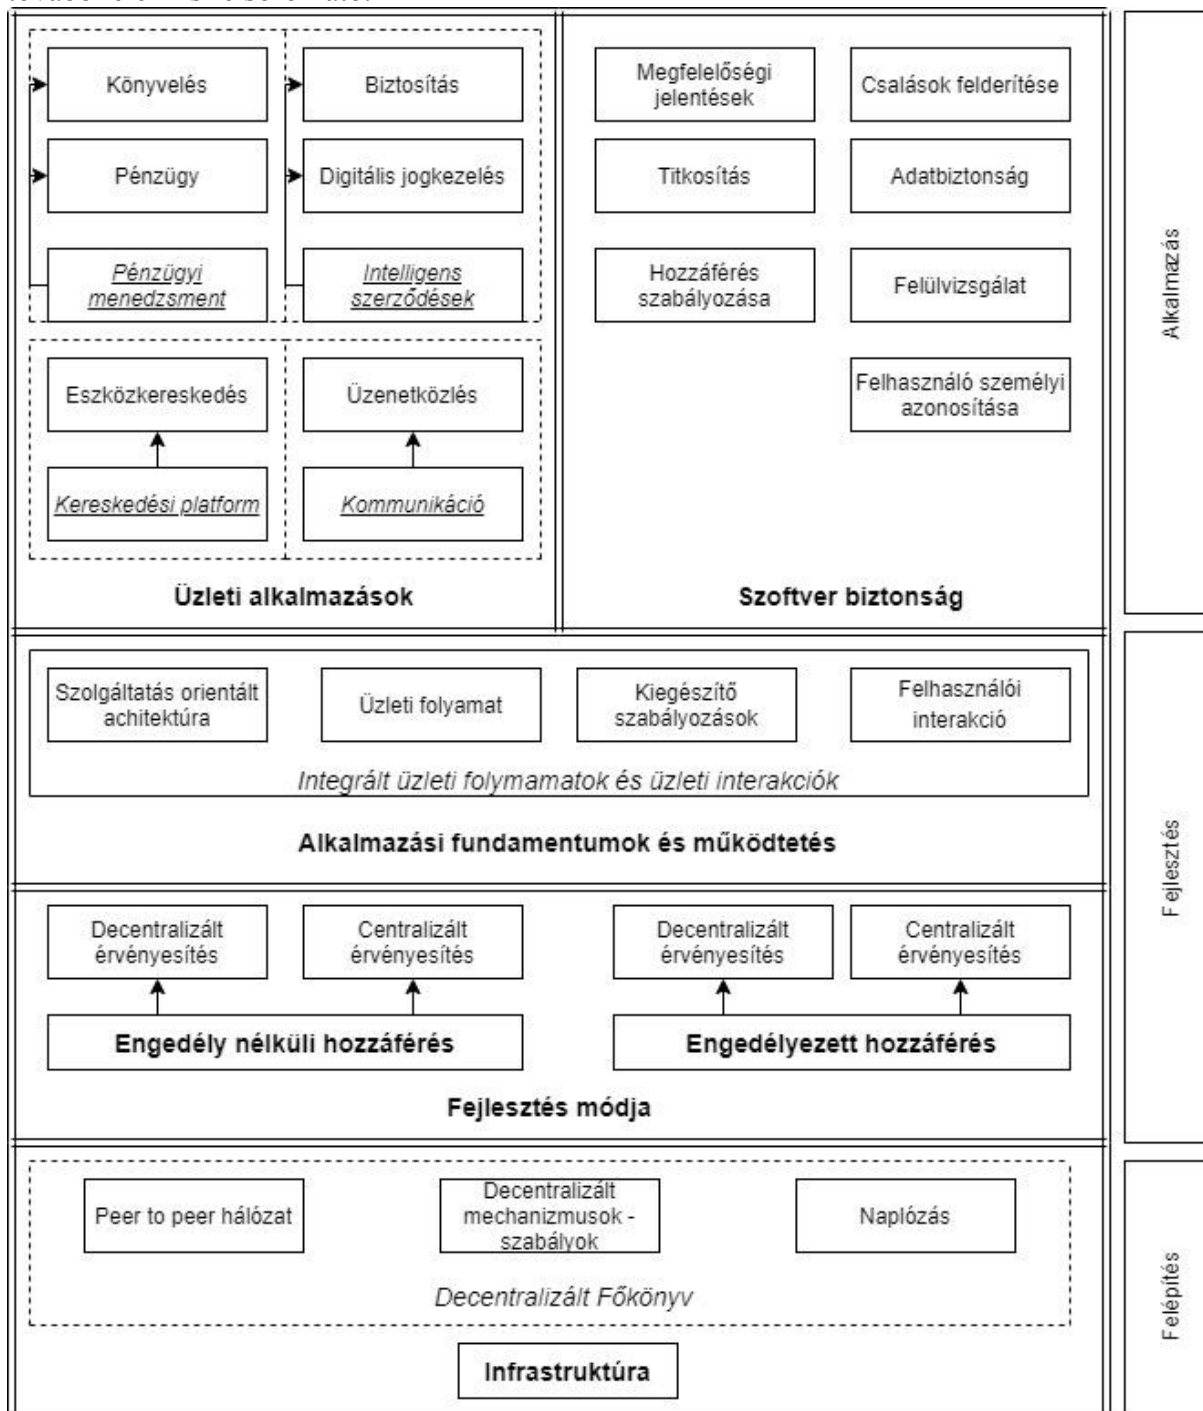 Könyvelés
Biztosítás
Megfelelőségi
jelentések
Csalások felderítése
Pénzügy
Digitális jogkezelés
Titkosítás
Adatbiztonság
Pénzügyi
menedzsment
Intelligens
szerződések
Hozzáférés
szabályozása
Felülvizsgálat
Eszközkereskedés
Üzenetközlés
Felhasználó személyi
azonosítása
Kereskedési platform
Kommunikáció
Üzleti alkalmazások
Szoftver biztonság
Alkalmazás
Szolgáltatás orientált
achitektúra
Üzleti folyamat
Kiegészítő
szabályozások
Felhasználói
interakció
Integrált üzleti folymamatok és üzleti interakciók
Alkalmazási fundamentumok és működtetés
Decentralizált
érvényesítés
Centralizált
érvényesítés
Decentralizált
érvényesítés
Centralizált
érvényesítés
Engedély nélküli hozzáférés
Engedélyezett hozzáférés
Fejlesztés módja
Fejlesztés
Peer to peer hálózat
Decentralizált
mechanizmusok -
szabályok
Naplózás
Decentralizált Főkönyv
Infrastruktúra
Felépítés